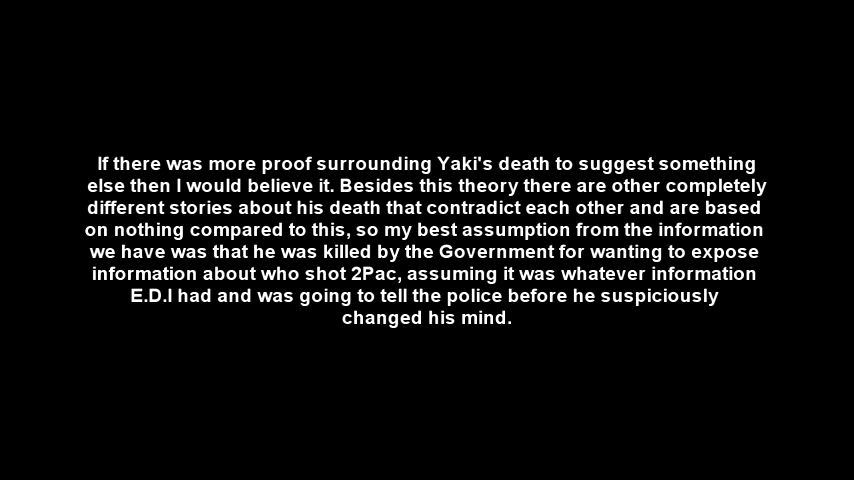 If there was more proof surrounding Yaki's death to suggest something
else then I would believe it. Besides this theory there are other completely
different stories about his death that contradict each other and are based
on nothing compared to this, so my best assumption from the information
we have was that he was killed by the Government for wanting to expose
information about who shot 2Pac, assuming it was whatever information
E.D.I had and was going to tell the police before he suspiciously
changed his mind.